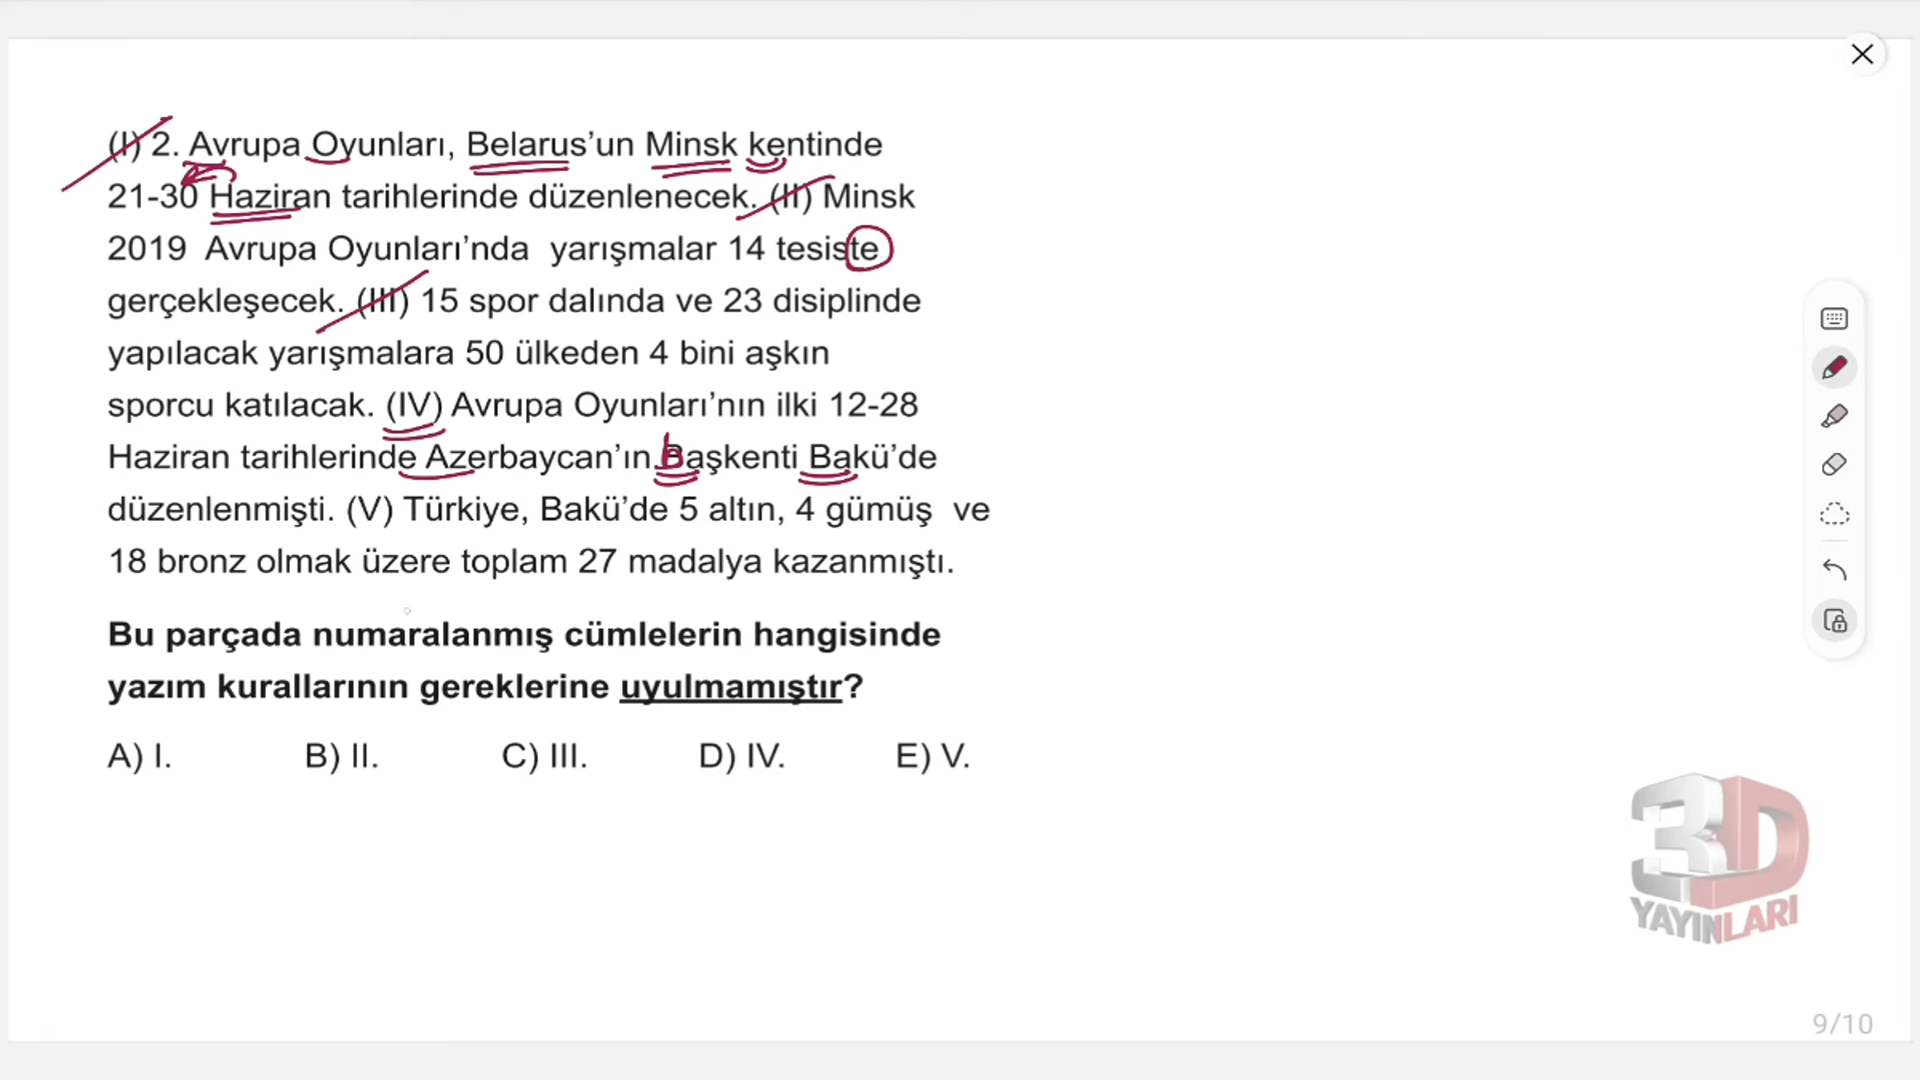 (I) 2. Avrupa Oyunları, Belarus’un Minsk kentinde
21-30 Haziran tarihlerinde düzenlenecek. (II) Minsk
2019 Avrupa Oyunları’nda yarışmalar 14 tesiste
gerçekleşecek. (III) 15 spor dalında ve 23 disiplinde
yapılacak yarışmalara 50 ülkeden 4 bini aşkın
sporcu katılacak. (IV) Avrupa Oyunları’nın ilki 12-28
Haziran tarihlerinde Azerbaycan’ın Başkenti Bakü’de
düzenlenmişti. (V) Türkiye, Bakü’de 5 altın, 4 gümüş ve
18 bronz olmak üzere toplam 27 madalya kazanmıştı.
Bu parçada numaralanmış cümlelerin hangisinde
yazım kurallarının gereklerine uyulmamıştır?
A) I. B) II. C) III. D) IV. E) V.
3D
YAYINLARI
9/10